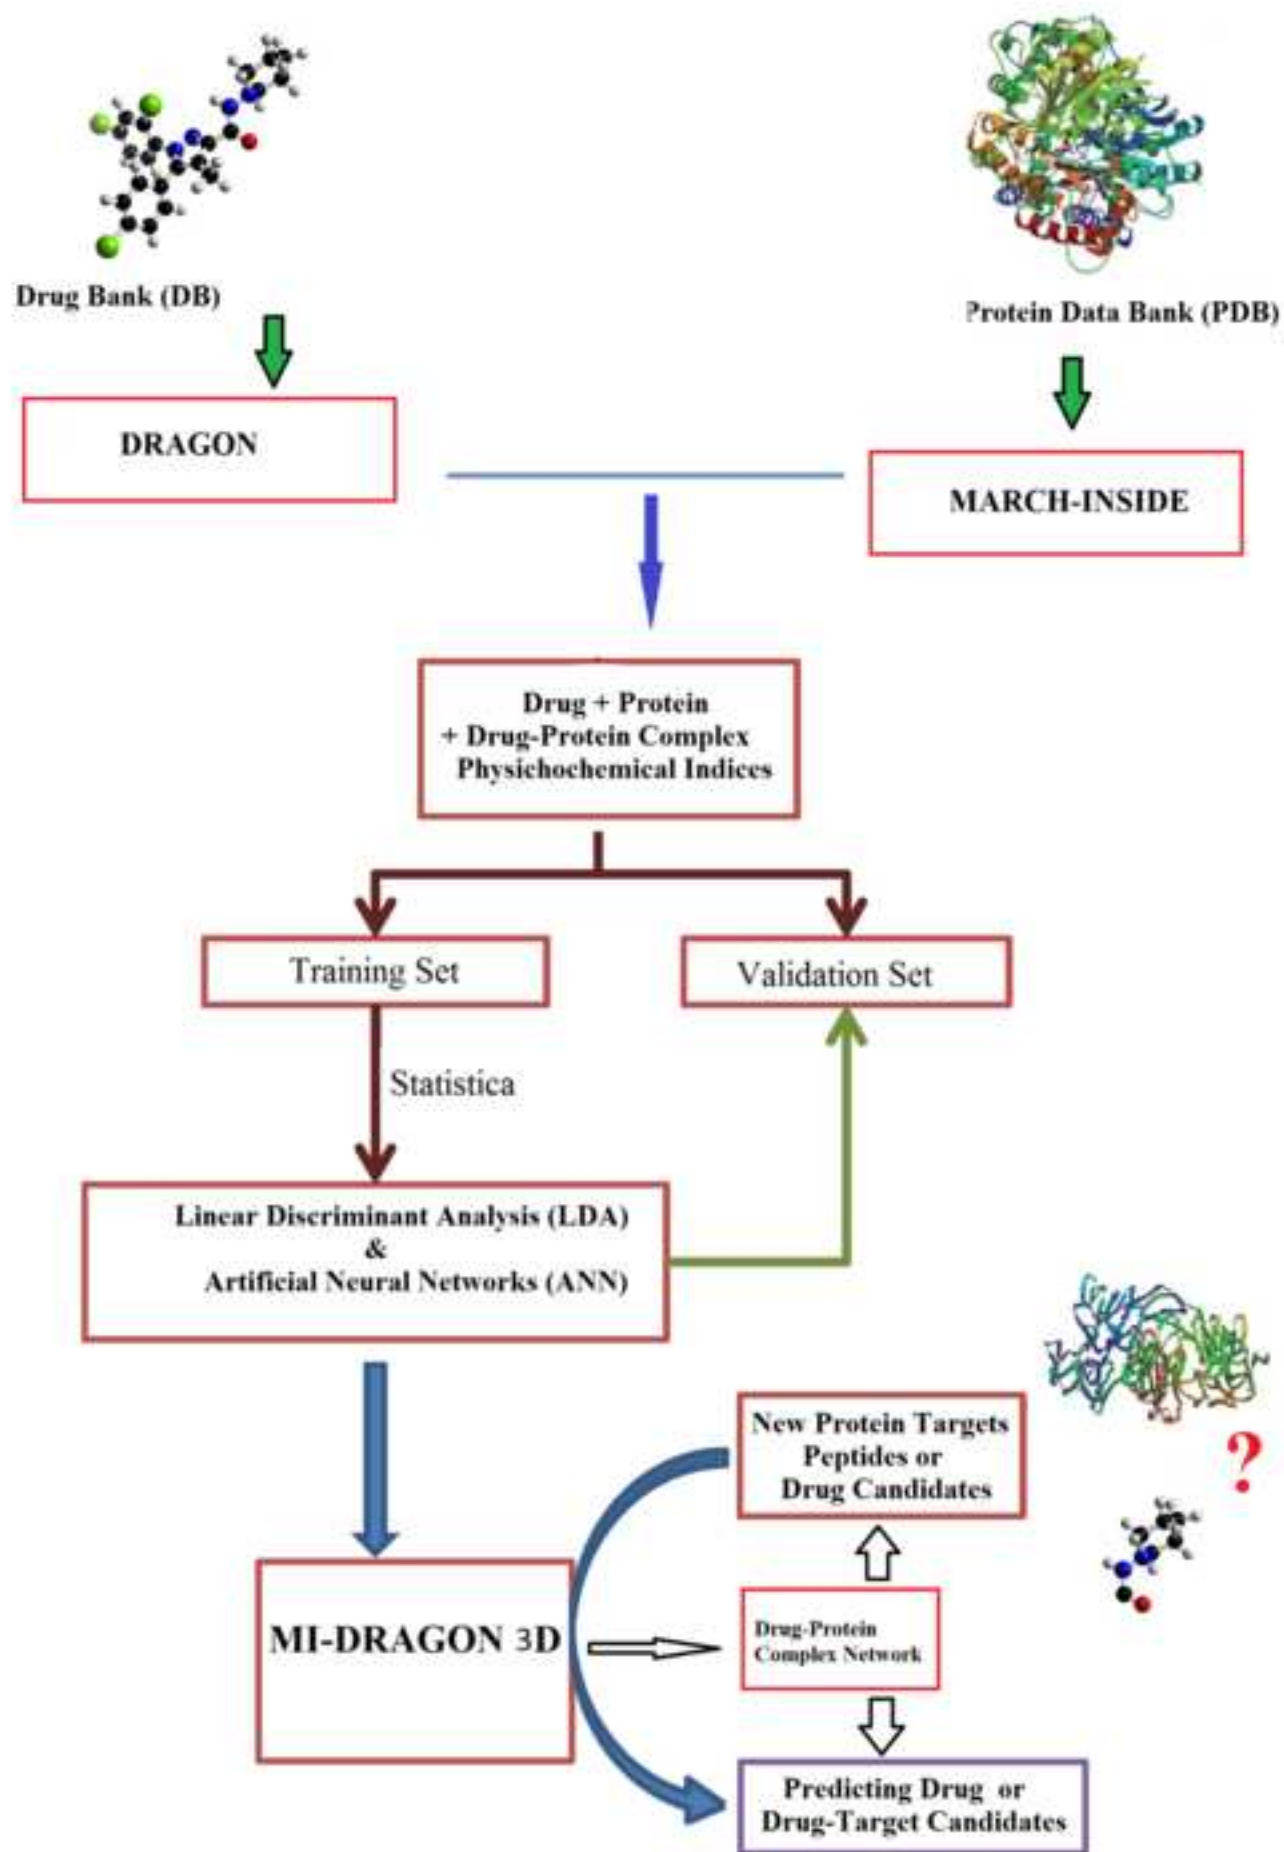 Drug Bank (DB)
Protein Data Bank (PDB)
DRAGON
MARCH-INSIDE
Drug + Protein
+ Drug-Protein Complex
Physichochemical Indices
Training Set
Validation Set
Statistica
Linear Discriminant Analysis (LDA)
&
Artificial Neural Networks (ANN)
New Protein Targets
Peptides or
Drug Candidates
?
MI-DRAGON 3D
Drug-Protein
Complex Network
Predicting Drug or
Drug-Target Candidates